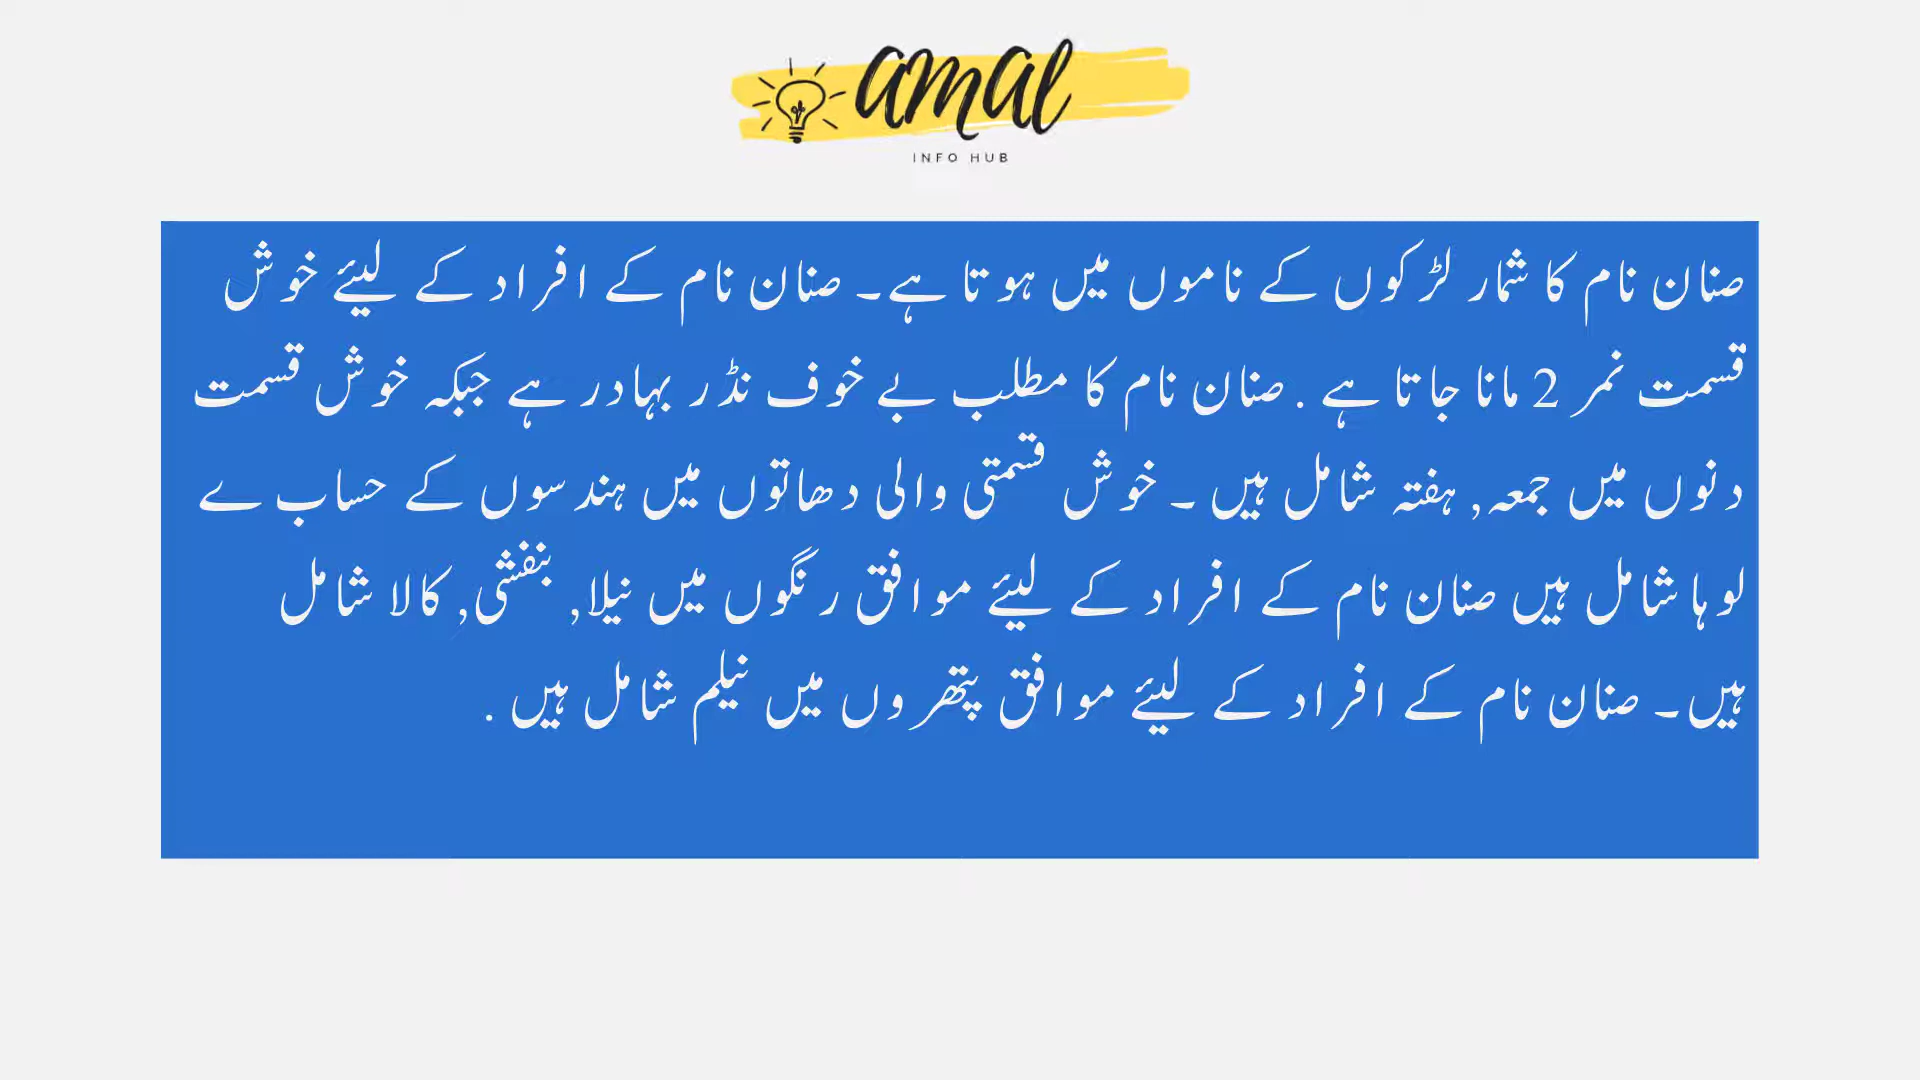 amal
INFO HUB
صنان نام کا شمار لڑکوں کے ناموں میں ہوتا ہے۔ صنان نام کے افراد کے لیئے خوش
قسمت نمر 2 مانا جاتا ہے . صنان نام کا مطلب بے خوف نڈر بہادر ہے جبکہ خوش قسمت
دنوں میں جمعہ, ہفتہ شامل ہیں ۔ خوش قسمتی والی دھاتوں میں ہندسوں کے حساب ے
لوہا شامل ہیں صنان نام کے افراد کے لیئے موافق رنگوں میں نیلا, بنفشی, کالا شامل
ہیں۔ صنان نام کے افراد کے لیئے موافق پتھروں میں نیلم شامل ہیں .